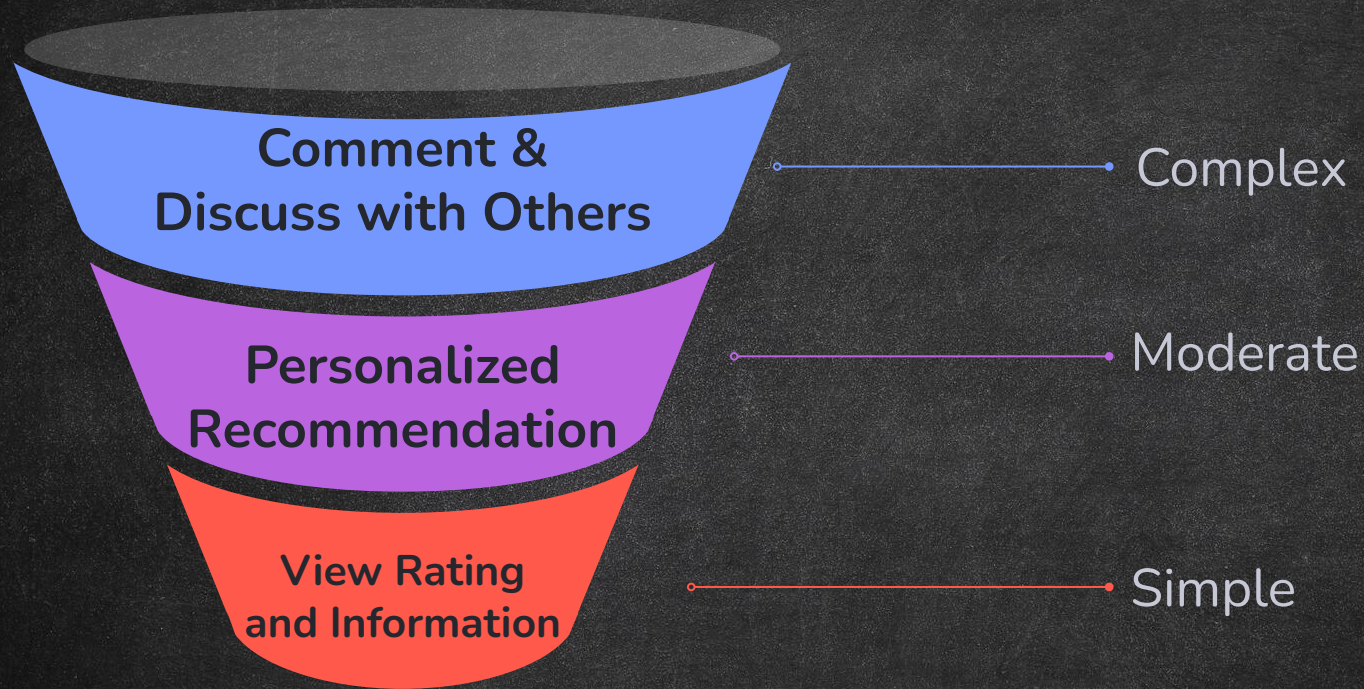 Comment &
Discuss with Others
Complex
Personalized
Recommendation
Moderate
View Rating
and Information
Simple